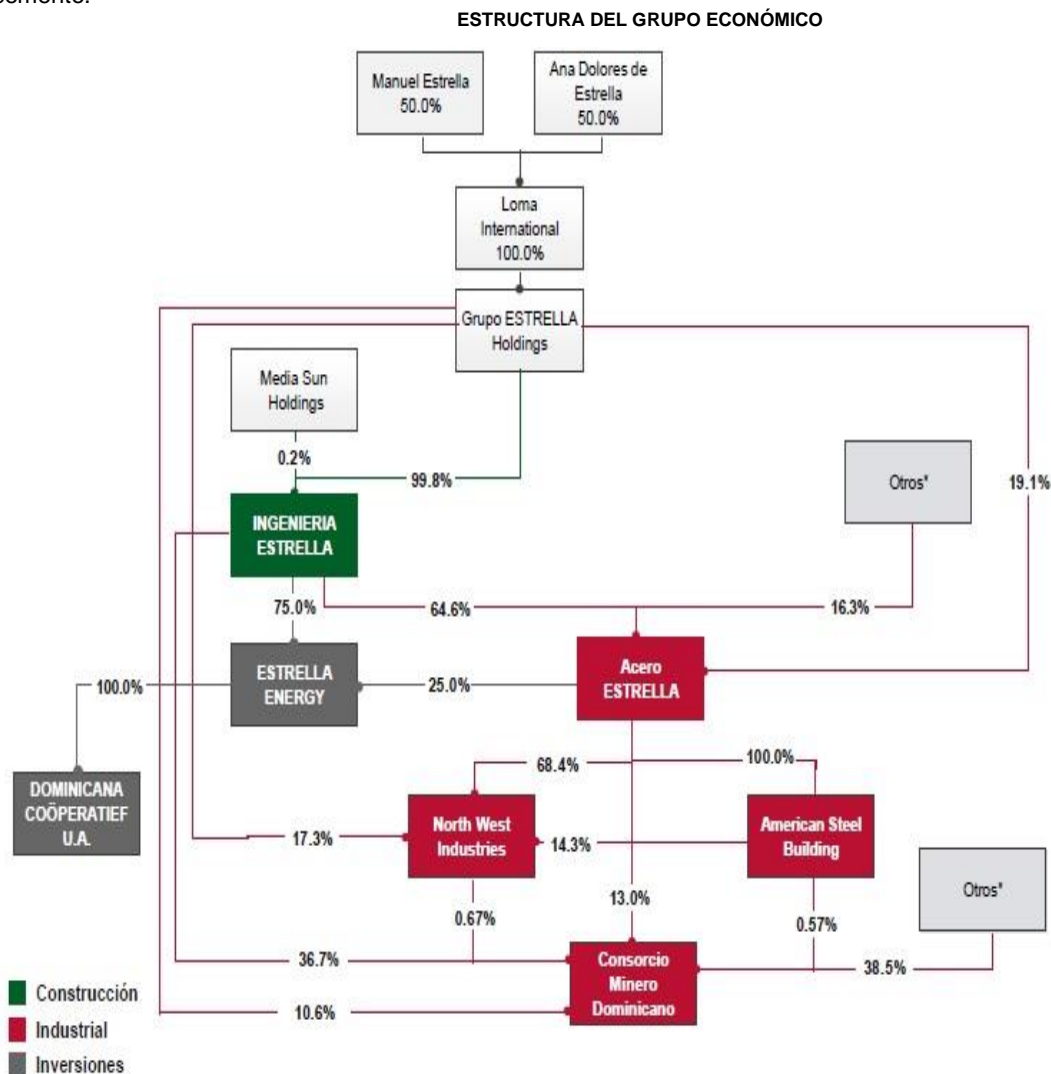 ESTRUCTURA DEL GRUPO ECONÓMICO
Manuel Estrella
50.0%
Ana Dolores de
Estrella
50.0%
Loma
International
100.0%
Grupo ESTRELLA
Holdings
Media Sun
Holdings
0.2%
99.8%
Otros*
19.1%
INGENIERIA
ESTRELLA
75.0%
64.6%
16.3%
ESTRELLA
ENERGY
Acero
ESTRELLA
100.0%
25.0%
68.4%
100.0%
DOMINICANA
COÖPERATIEF
U.A.
North West
Industries
American Steel
Building
17.3%
14.3%
13.0%
Otros*
0.67%
0.57%
36.7%
Consorcio
Minero
Dominicano
38.5%
10.6%
Construcción
Industrial
Inversiones